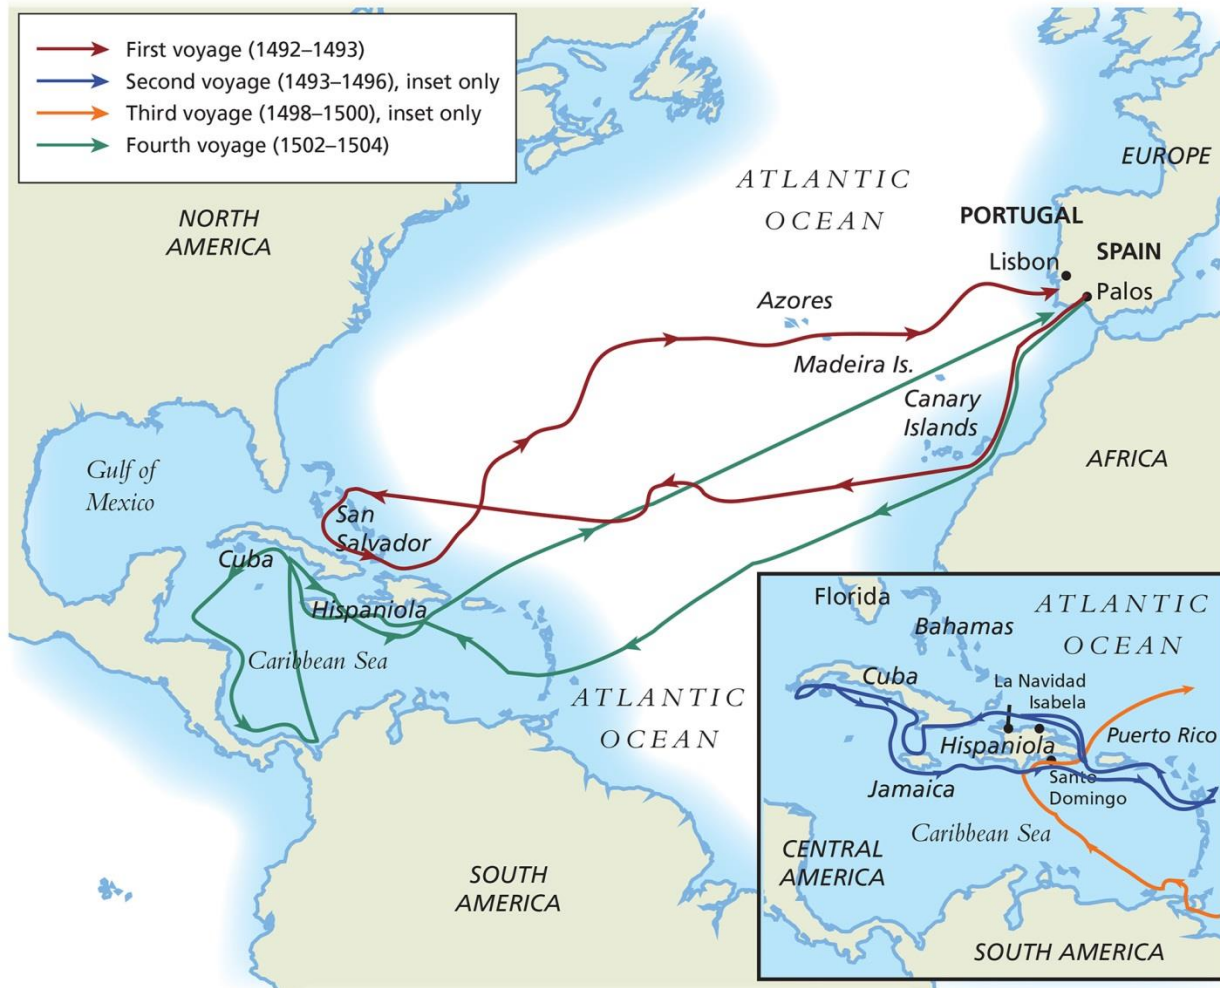 First voyage (1492–1493)
Second voyage (1493–1496), inset only
Third voyage (1498–1500), inset only
Fourth voyage (1502–1504)
EUROPE
ATLANTIC
OCEAN
NORTH
AMERICA
PORTUGAL
SPAIN
Lisbon
Palos
Azores
Madeira Is.
Canary
Islands
AFRICA
Gulf of
Mexico
San
Salvador
Cuba
Hispaniola
Caribbean Sea
ATLANTIC
OCEAN
SOUTH
AMERICA
Florida
ATLANTIC
OCEAN
Bahamas
Cuba
La Navidad
Isabela
Hispaniola
Puerto Rico
Santo
Domingo
Jamaica
Caribbean Sea
CENTRAL
AMERICA
SOUTH AMERICA